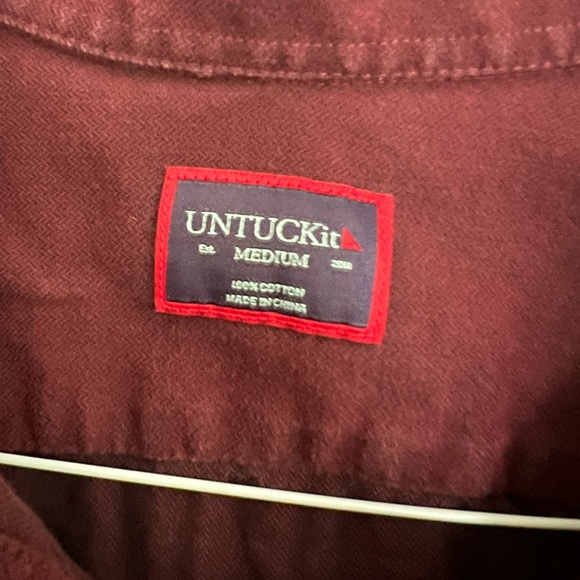 UNTUCKit
Est. MEDIUM
100% COTTON
MADE IN CHINA